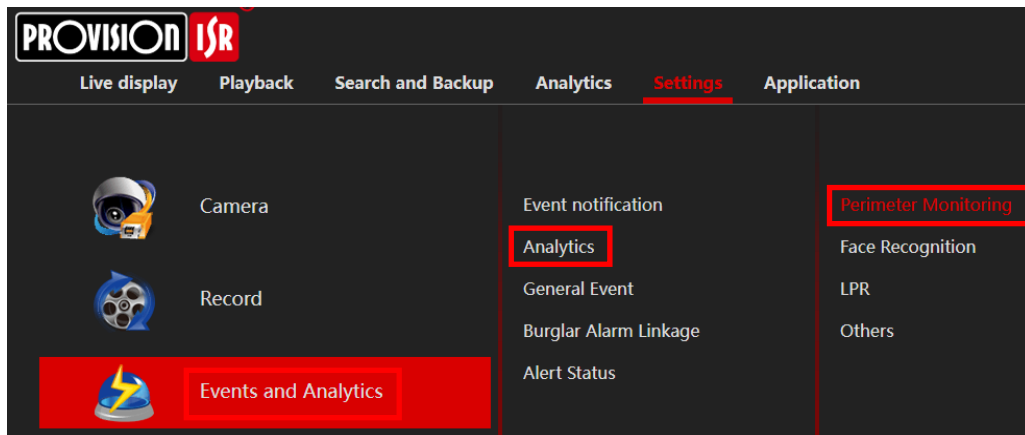 PROVISION ISR
Live display Playback Search and Backup Analytics Settings Application
Camera
Record
Events and Analytics
Event notification
Analytics
General Event
Burglar Alarm Linkage
Alert Status
Perimeter Monitoring
Face Recognition
LPR
Others